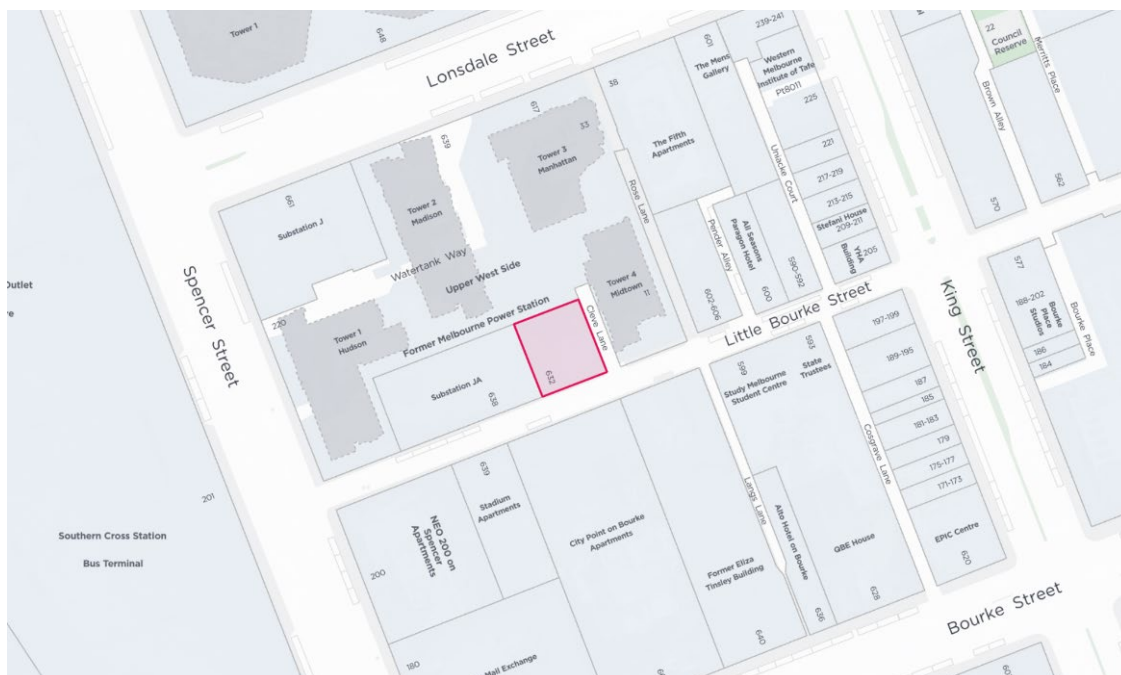 Tower 1
648
Lonsdale Street
601
The Mens
Gallery
239-241
Western
Melbourne
Institute of Tafe
Pt8011
225
22
Council
Reserve
Merritts Place
Brown Alley
38
617
33
Tower 3
Manhattan
639
The Fifth
Apartments
Uniacke Court
221
217-219
213-215
Stefani House
209-211
YHA
Building
205
562
570
661
Substation J
Tower 2
Madison
Rose Lane
Pender Alley
All Seasons
Paragon Hotel
590-592
600
602-606
Watertank Way
Upper West Side
Tower 4
Midtown
11
Cleve Lane
Little Bourke Street
King Street
577
188-202
Bourke
Place
Studios
186
184
Bourke Place
Outlet
Spencer Street
220
Tower 1
Hudson
Former Melbourne Power Station
Substation JA
638
632
599
593
Study Melbourne
Student Centre
State
Trustees
197-199
189-195
187
185
181-183
179
175-177
171-173
Cosgrave Lane
201
Southern Cross Station
Bus Terminal
639
Stadium
Apartments
NEO 200 on
Spencer
Apartments
200
City Point on Bourke
Apartments
Langs Lane
Alto Hotel on
Bourke
QBE House
EPIC Centre
620
Former Eliza
Tinsley Building
628
636
640
Bourke Street
180
Mail Exchange